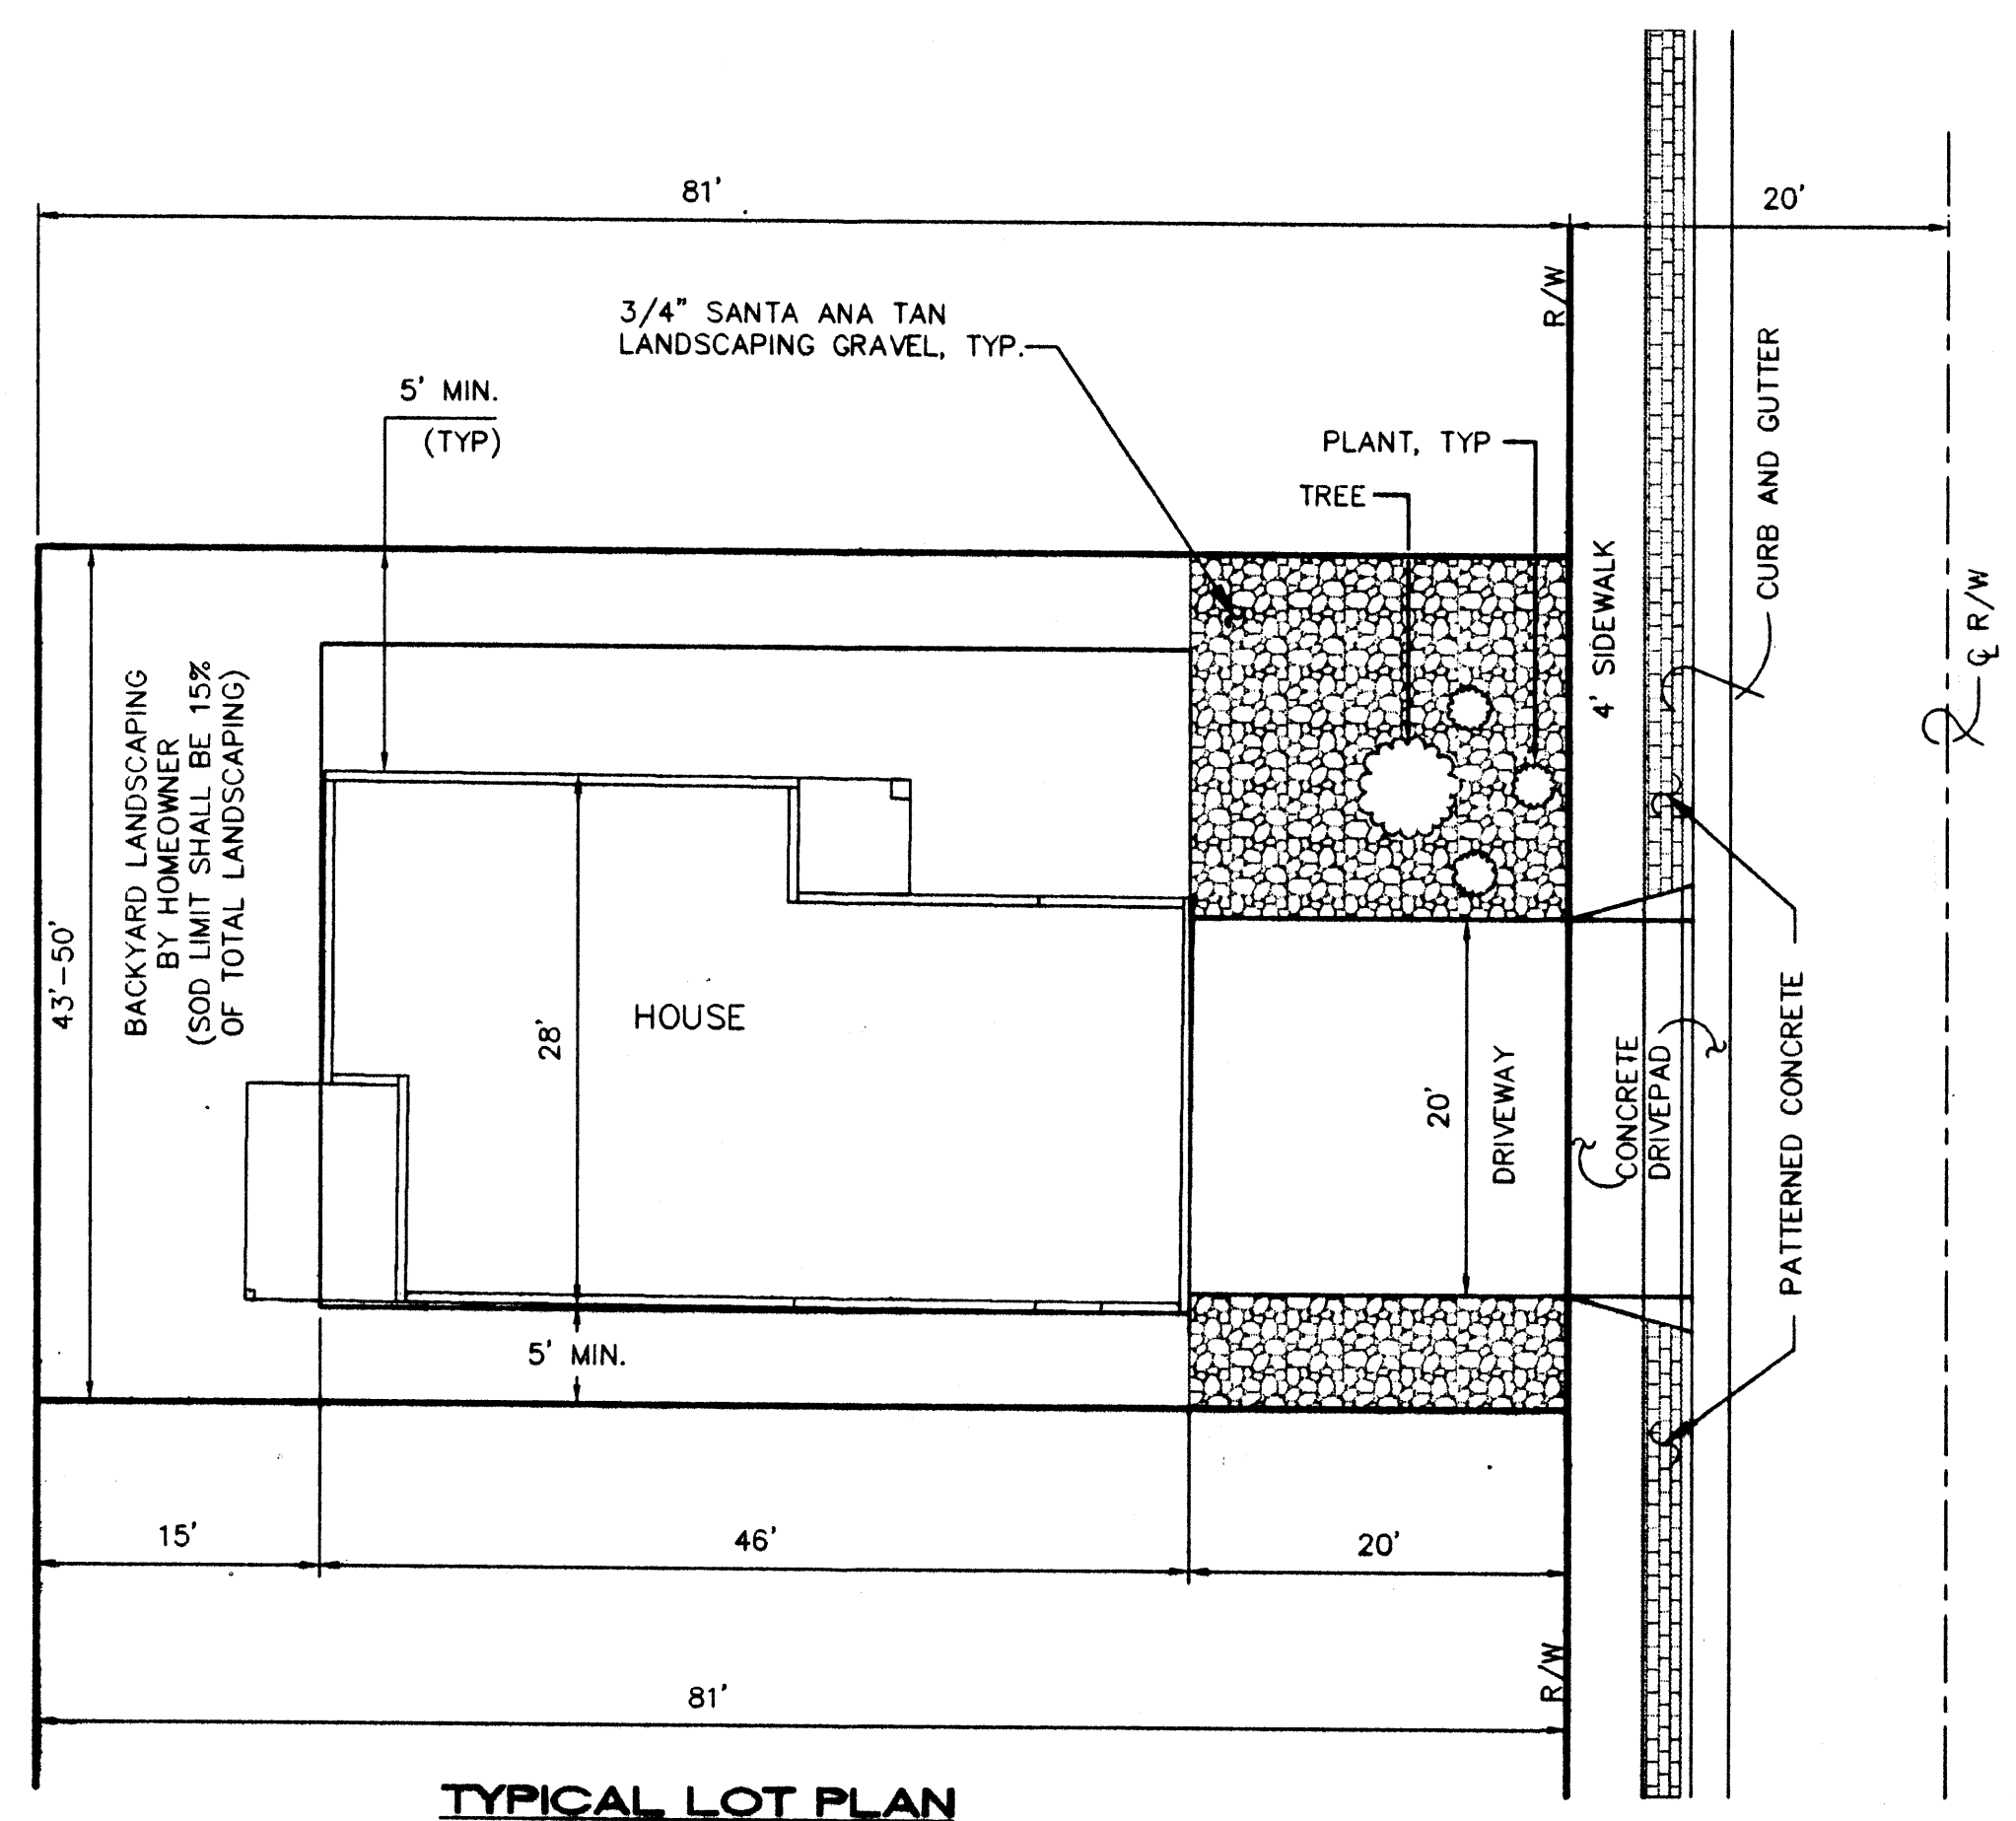 81'
20'
3/4" SANTA ANA TAN
LANDSCAPING GRAVEL, TYP.
R/W
5' MIN.
(TYP)
PLANT, TYP
TREE
CURB AND GUTTER
4' SIDEWALK
℄ R/W
BACKYARD LANDSCAPING
BY HOMEOWNER
(SOD LIMIT SHALL BE 15%
OF TOTAL LANDSCAPING)
43'-50'
HOUSE
28'
20'
DRIVEWAY
CONCRETE
DRIVEPAD
PATTERNED CONCRETE
5' MIN.
15'
46'
20'
R/W
81'
TYPICAL LOT PLAN